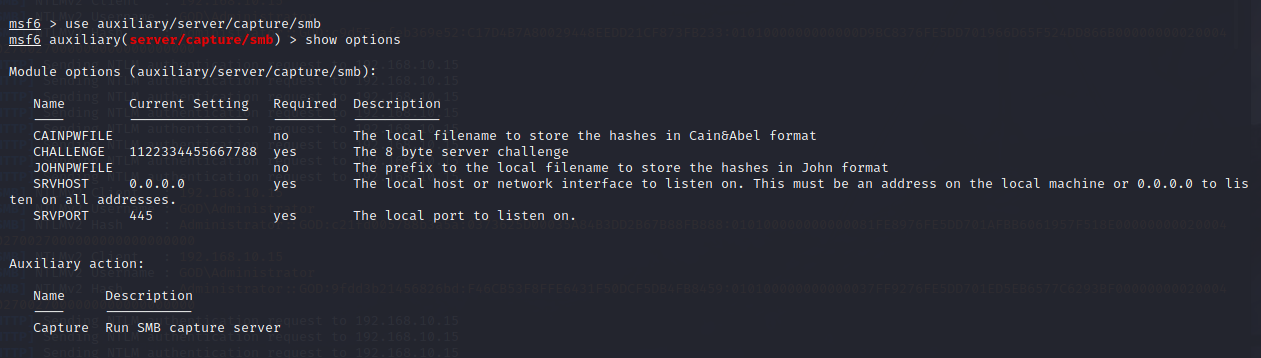 msf6 > use auxiliary/server/capture/smb
msf6 auxiliary(server/capture/smb) > show options
Module options (auxiliary/server/capture/smb):
Name Current Setting Required Description
CAINPWFILE no The local filename to store the hashes in Cain&Abel format
CHALLENGE 1122334455667788 yes The 8 byte server challenge
JOHNPWFILE no The prefix to the local filename to store the hashes in John format
SRVHOST 0.0.0.0 yes The local host or network interface to listen on. This must be an address on the local machine or 0.0.0.0 to lis
ten on all addresses.
SRVPORT 445 yes The local port to listen on.
Auxiliary action:
Name Description
Capture Run SMB capture server